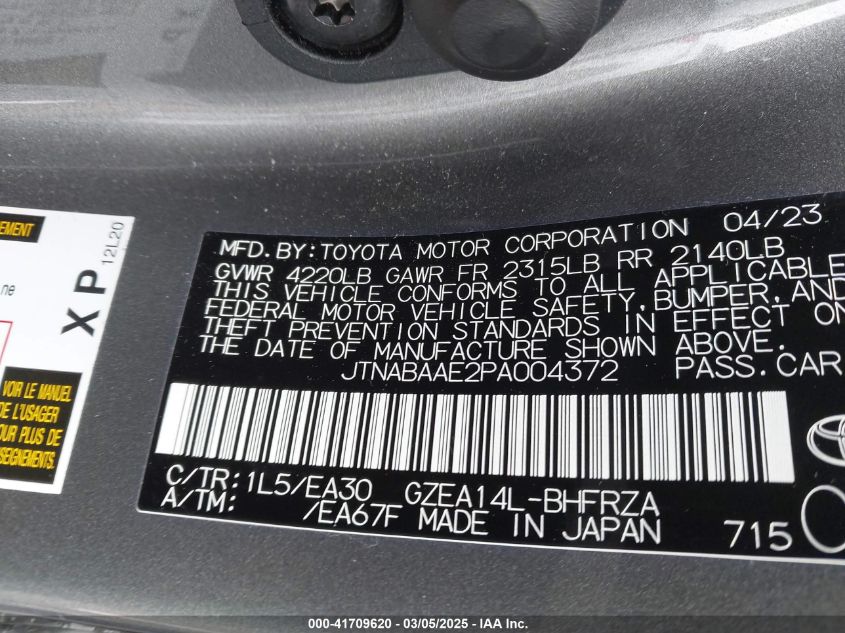 EMENT
ne
XP
12L20
VOIR LE MANUEL
DE L'USAGER
POUR PLUS DE
SEIGNEMENTS.
MFD. BY: TOYOTA MOTOR CORPORATION 04/23
GVWR 4220LB GAWR FR 2315LB RR 2140LB
THIS VEHICLE CONFORMS TO ALL APPLICABLE
FEDERAL MOTOR VEHICLE SAFETY, BUMPER, AND
THEFT PREVENTION STANDARDS IN EFFECT ON
THE DATE OF MANUFACTURE SHOWN ABOVE.
JTNABAAE2PA004372 PASS. CAR
C/TR: 1L5/EA30 GZEA14L-BHFRZA
A/TM: /EA67F MADE IN JAPAN 715
000-41709620 — 03/05/2025 — IAA Inc.